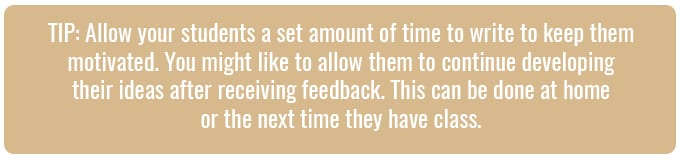 TIP: Allow your students a set amount of time to write to keep them
motivated. You might like to allow them to continue developing
their ideas after receiving feedback. This can be done at home
or the next time they have class.